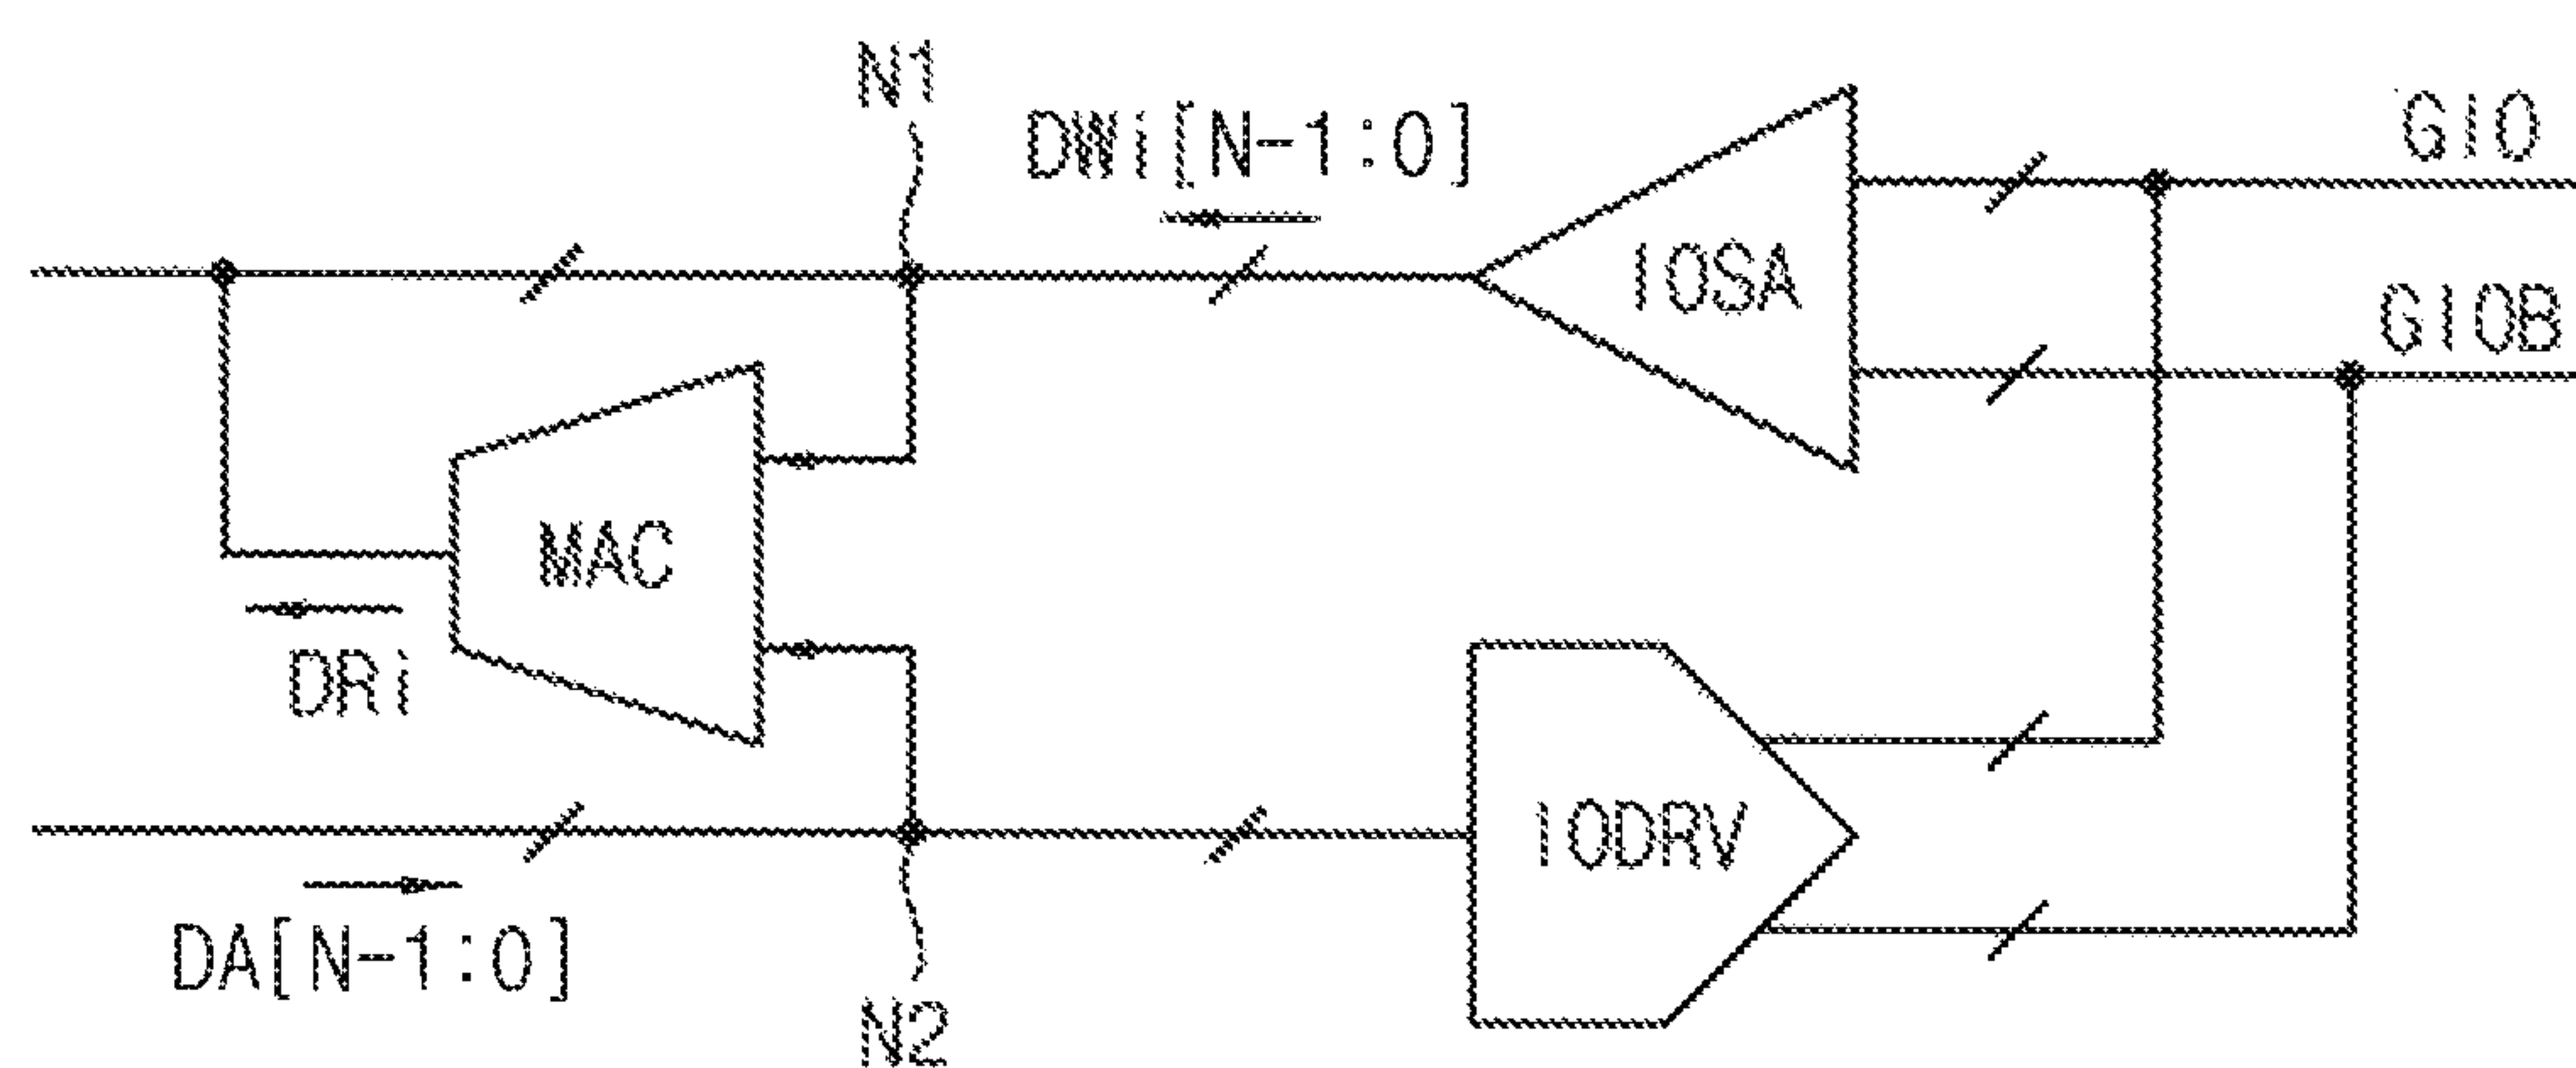 N1
DWi[N-1:0]
GIO
IOSA
GIOB
MAC
DRi
IODRV
DA[N-1:0]
N2